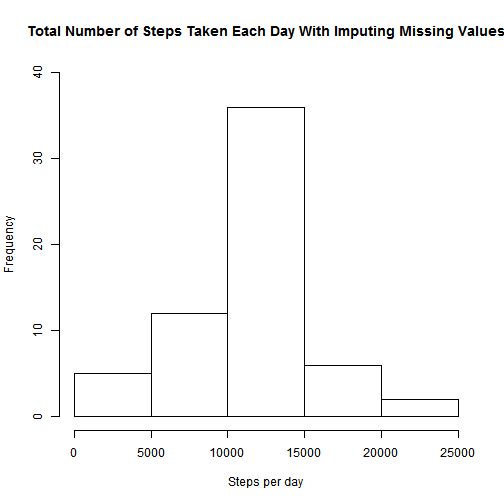 Total Number of Steps Taken Each Day With Imputing Missing Values
40
30
20
10
0
Frequency
0 5000 10000 15000 20000 25000
Steps per day